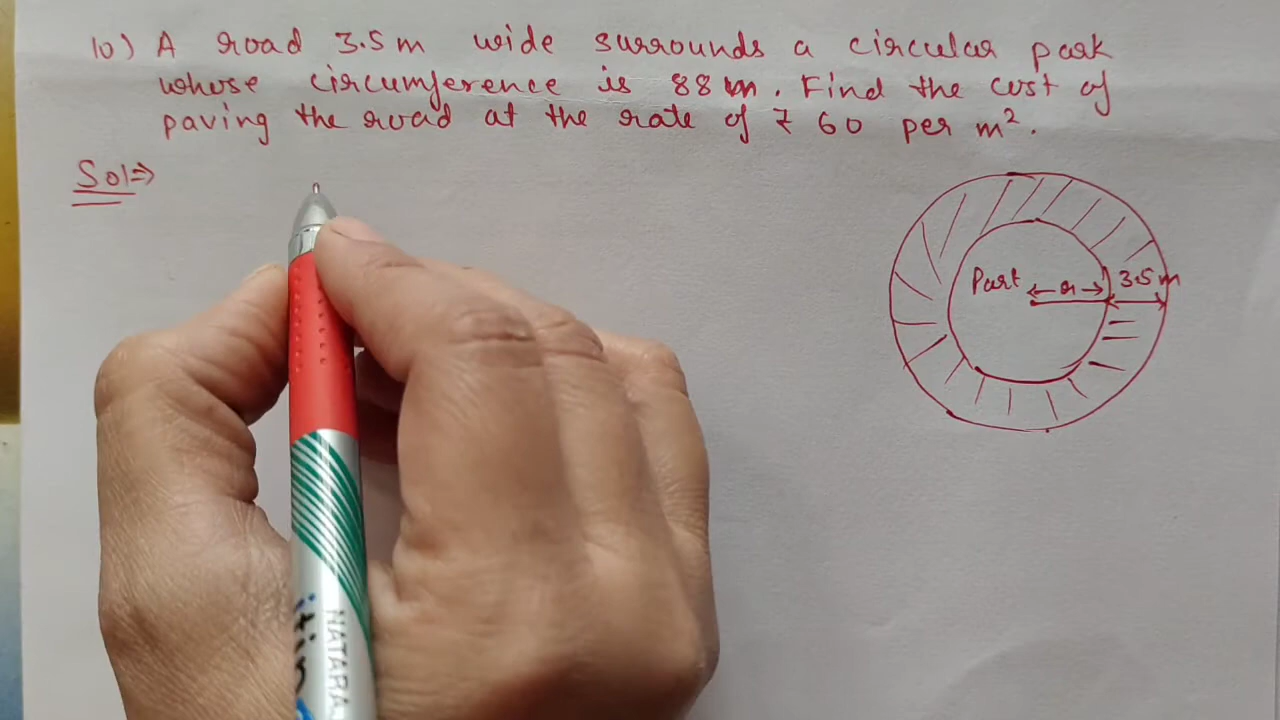 10) A road 3.5 m wide surrounds a circular park
whose circumference is 88 m. Find the cost of
paving the road at the rate of ₹ 60 per m².
Sol⇒
Park
r
3.5 m
NATARA